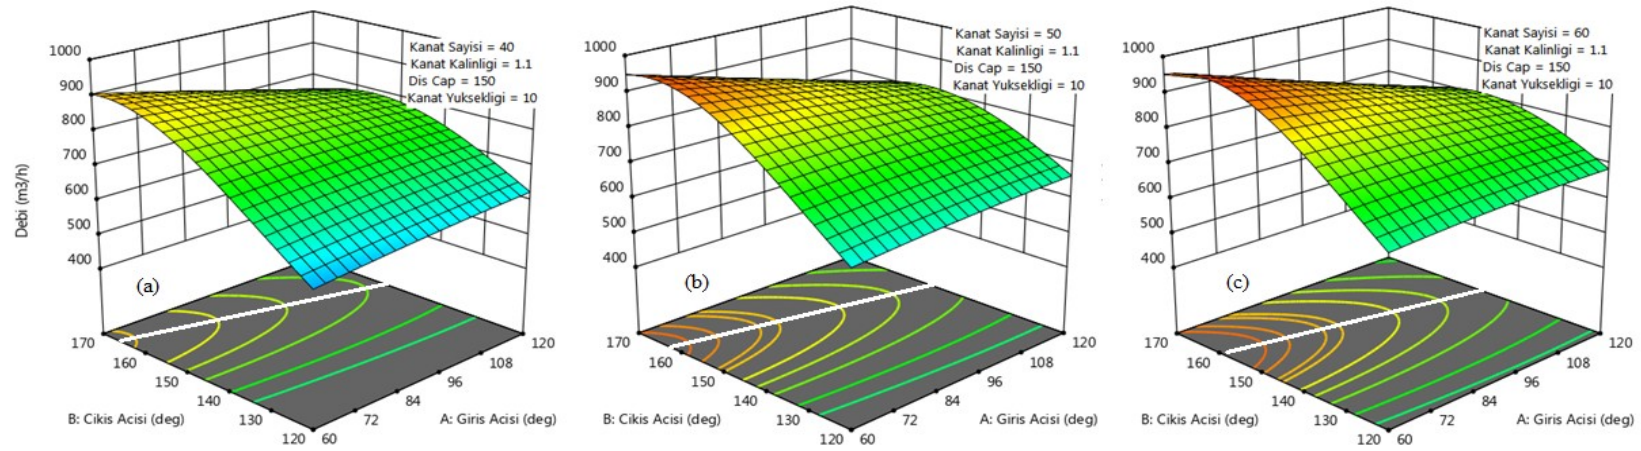 Debi (m3/h)
1000
900
800
700
600
500
400
Kanat Sayisi = 40
Kanat Kalinligi = 1.1
Dis Cap = 150
Kanat Yuksekligi = 10
(a)
170
160
150
140
130
120
60
72
84
96
108
120
B: Cikis Acisi (deg)
A: Giris Acisi (deg)
1000
900
800
700
600
500
400
Kanat Sayisi = 50
Kanat Kalinligi = 1.1
Dis Cap = 150
Kanat Yuksekligi = 10
(b)
170
160
150
140
130
120
60
72
84
96
108
120
B: Cikis Acisi (deg)
A: Giris Acisi (deg)
1000
900
800
700
600
500
400
Kanat Sayisi = 60
Kanat Kalinligi = 1.1
Dis Cap = 150
Kanat Yuksekligi = 10
(c)
170
160
150
140
130
120
60
72
84
96
108
120
B: Cikis Acisi (deg)
A: Giris Acisi (deg)